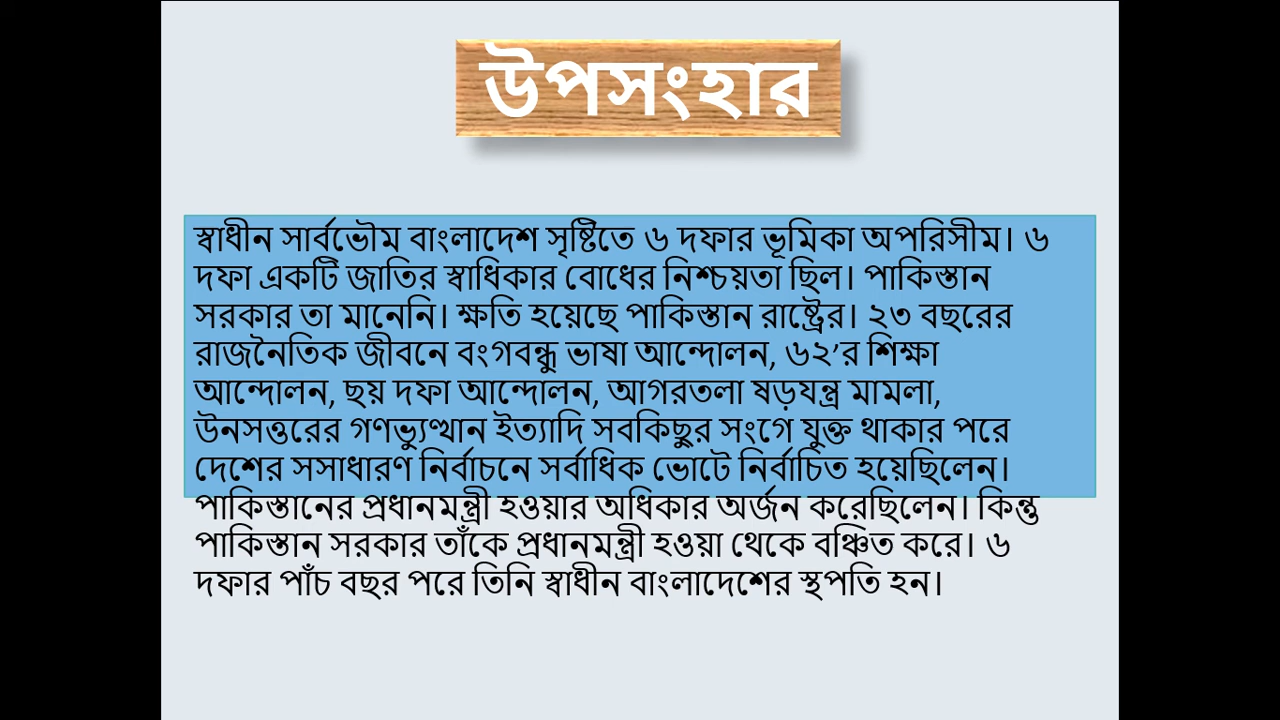 উপসংহার
স্বাধীন সার্বভৌম বাংলাদেশ সৃষ্টিতে ৬ দফার ভূমিকা অপরিসীম। ৬
দফা একটি জাতির স্বাধিকার বোধের নিশ্চয়তা ছিল। পাকিস্তান
সরকার তা মানেনি। ক্ষতি হয়েছে পাকিস্তান রাষ্ট্রের। ২৩ বছরের
রাজনৈতিক জীবনে বংগবন্ধু ভাষা আন্দোলন, ৬২’র শিক্ষা
আন্দোলন, ছয় দফা আন্দোলন, আগরতলা ষড়যন্ত্র মামলা,
উনসত্তরের গণভ্যুত্থান ইত্যাদি সবকিছুর সংগে যুক্ত থাকার পরে
দেশের সসাধারণ নির্বাচনে সর্বাধিক ভোটে নির্বাচিত হয়েছিলেন।
পাকিস্তানের প্রধানমন্ত্রী হওয়ার অধিকার অর্জন করেছিলেন। কিন্তু
পাকিস্তান সরকার তাঁকে প্রধানমন্ত্রী হওয়া থেকে বঞ্চিত করে। ৬
দফার পাঁচ বছর পরে তিনি স্বাধীন বাংলাদেশের স্থপতি হন।